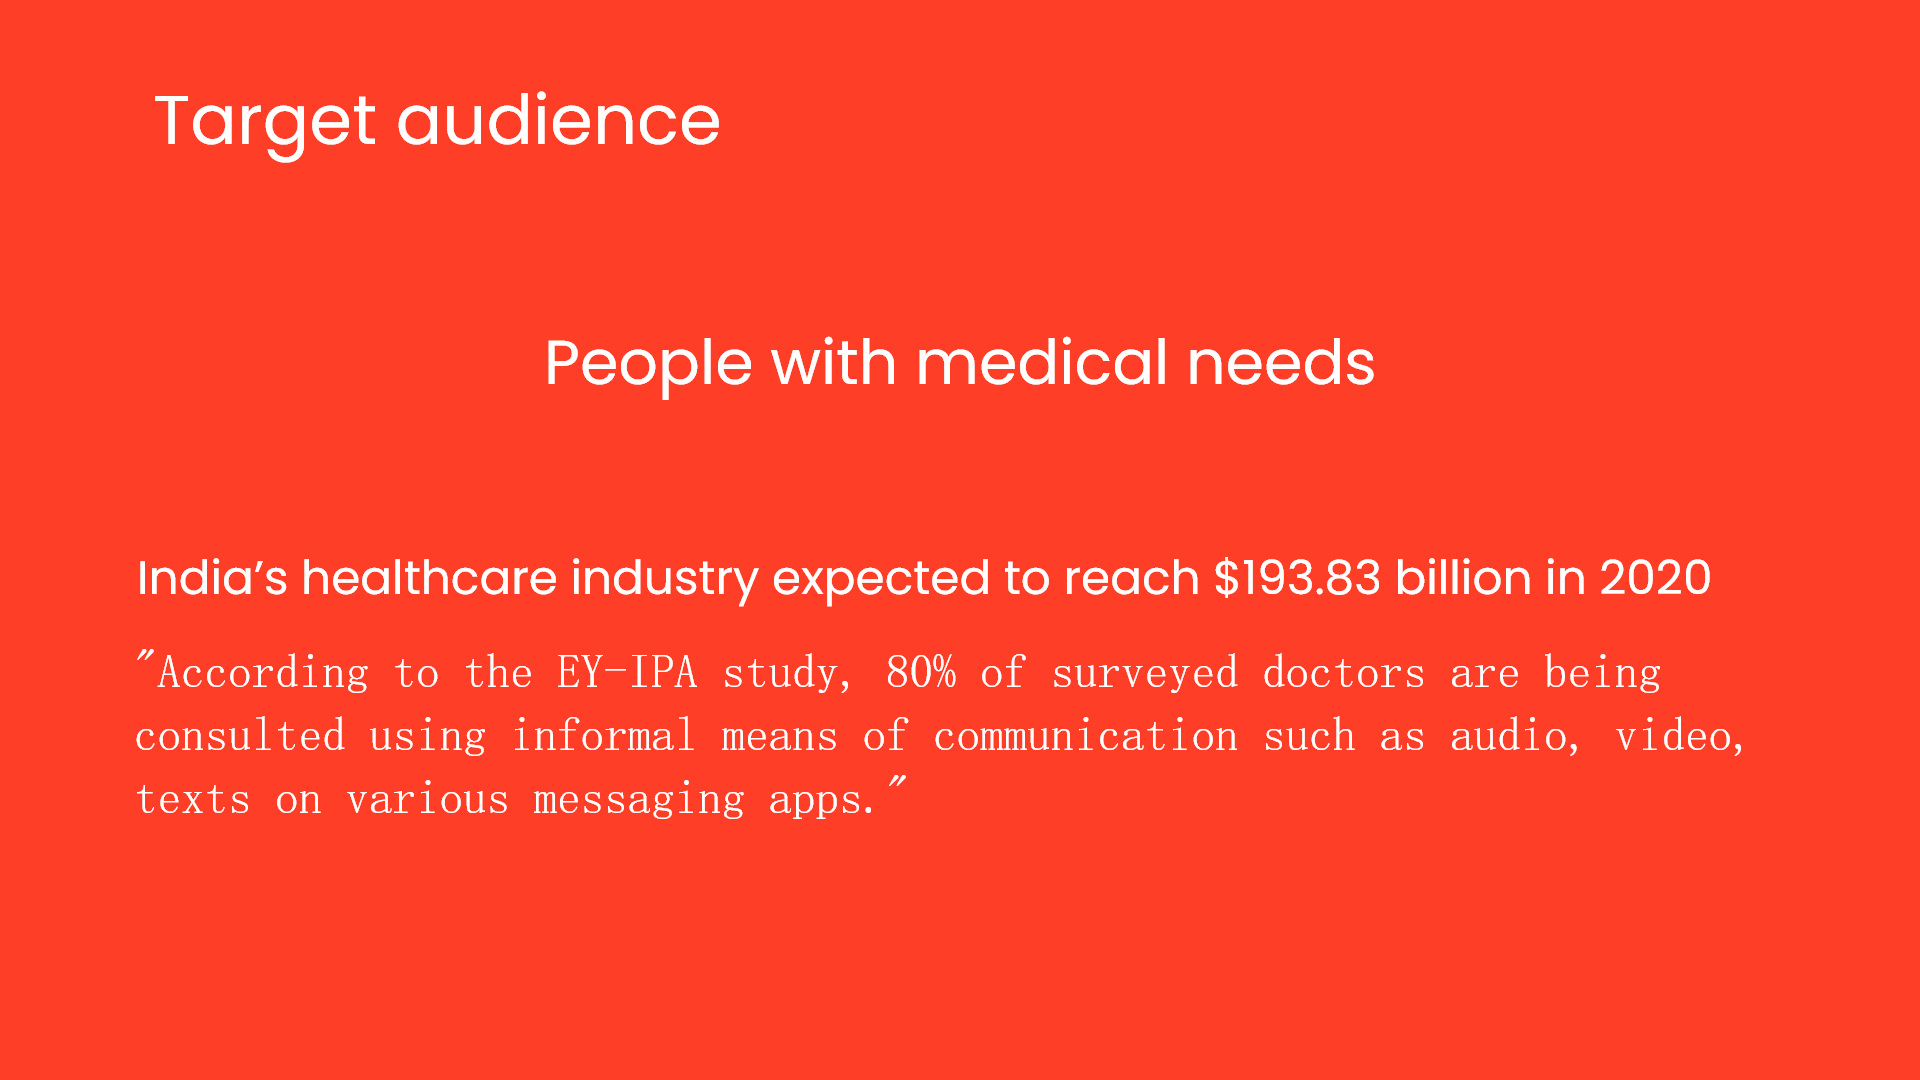 Target audience
People with medical needs
India’s healthcare industry expected to reach $193.83 billion in 2020
"According to the EY-IPA study, 80% of surveyed doctors are being
consulted using informal means of communication such as audio, video,
texts on various messaging apps."